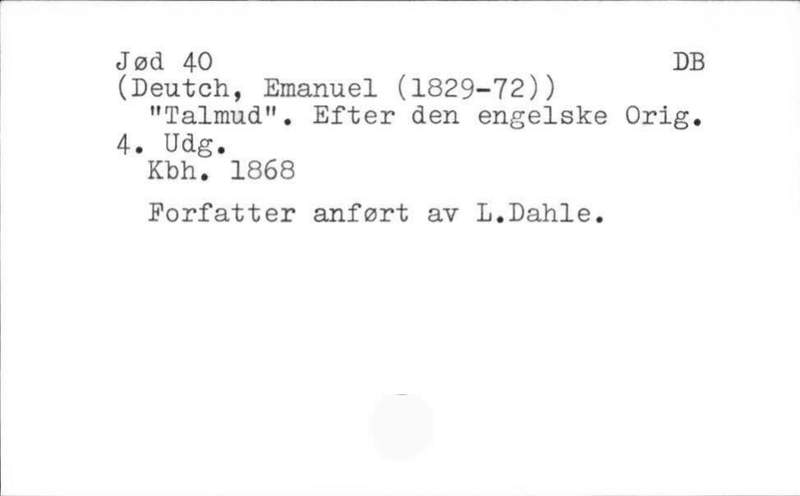 Jød 40 DB
(Deutch, Emanuel (1829-72))
"Talmud". Efter den engelske Orig.
4. Udg.
Kbh. 1868
Forfatter anført av L.Dahle.